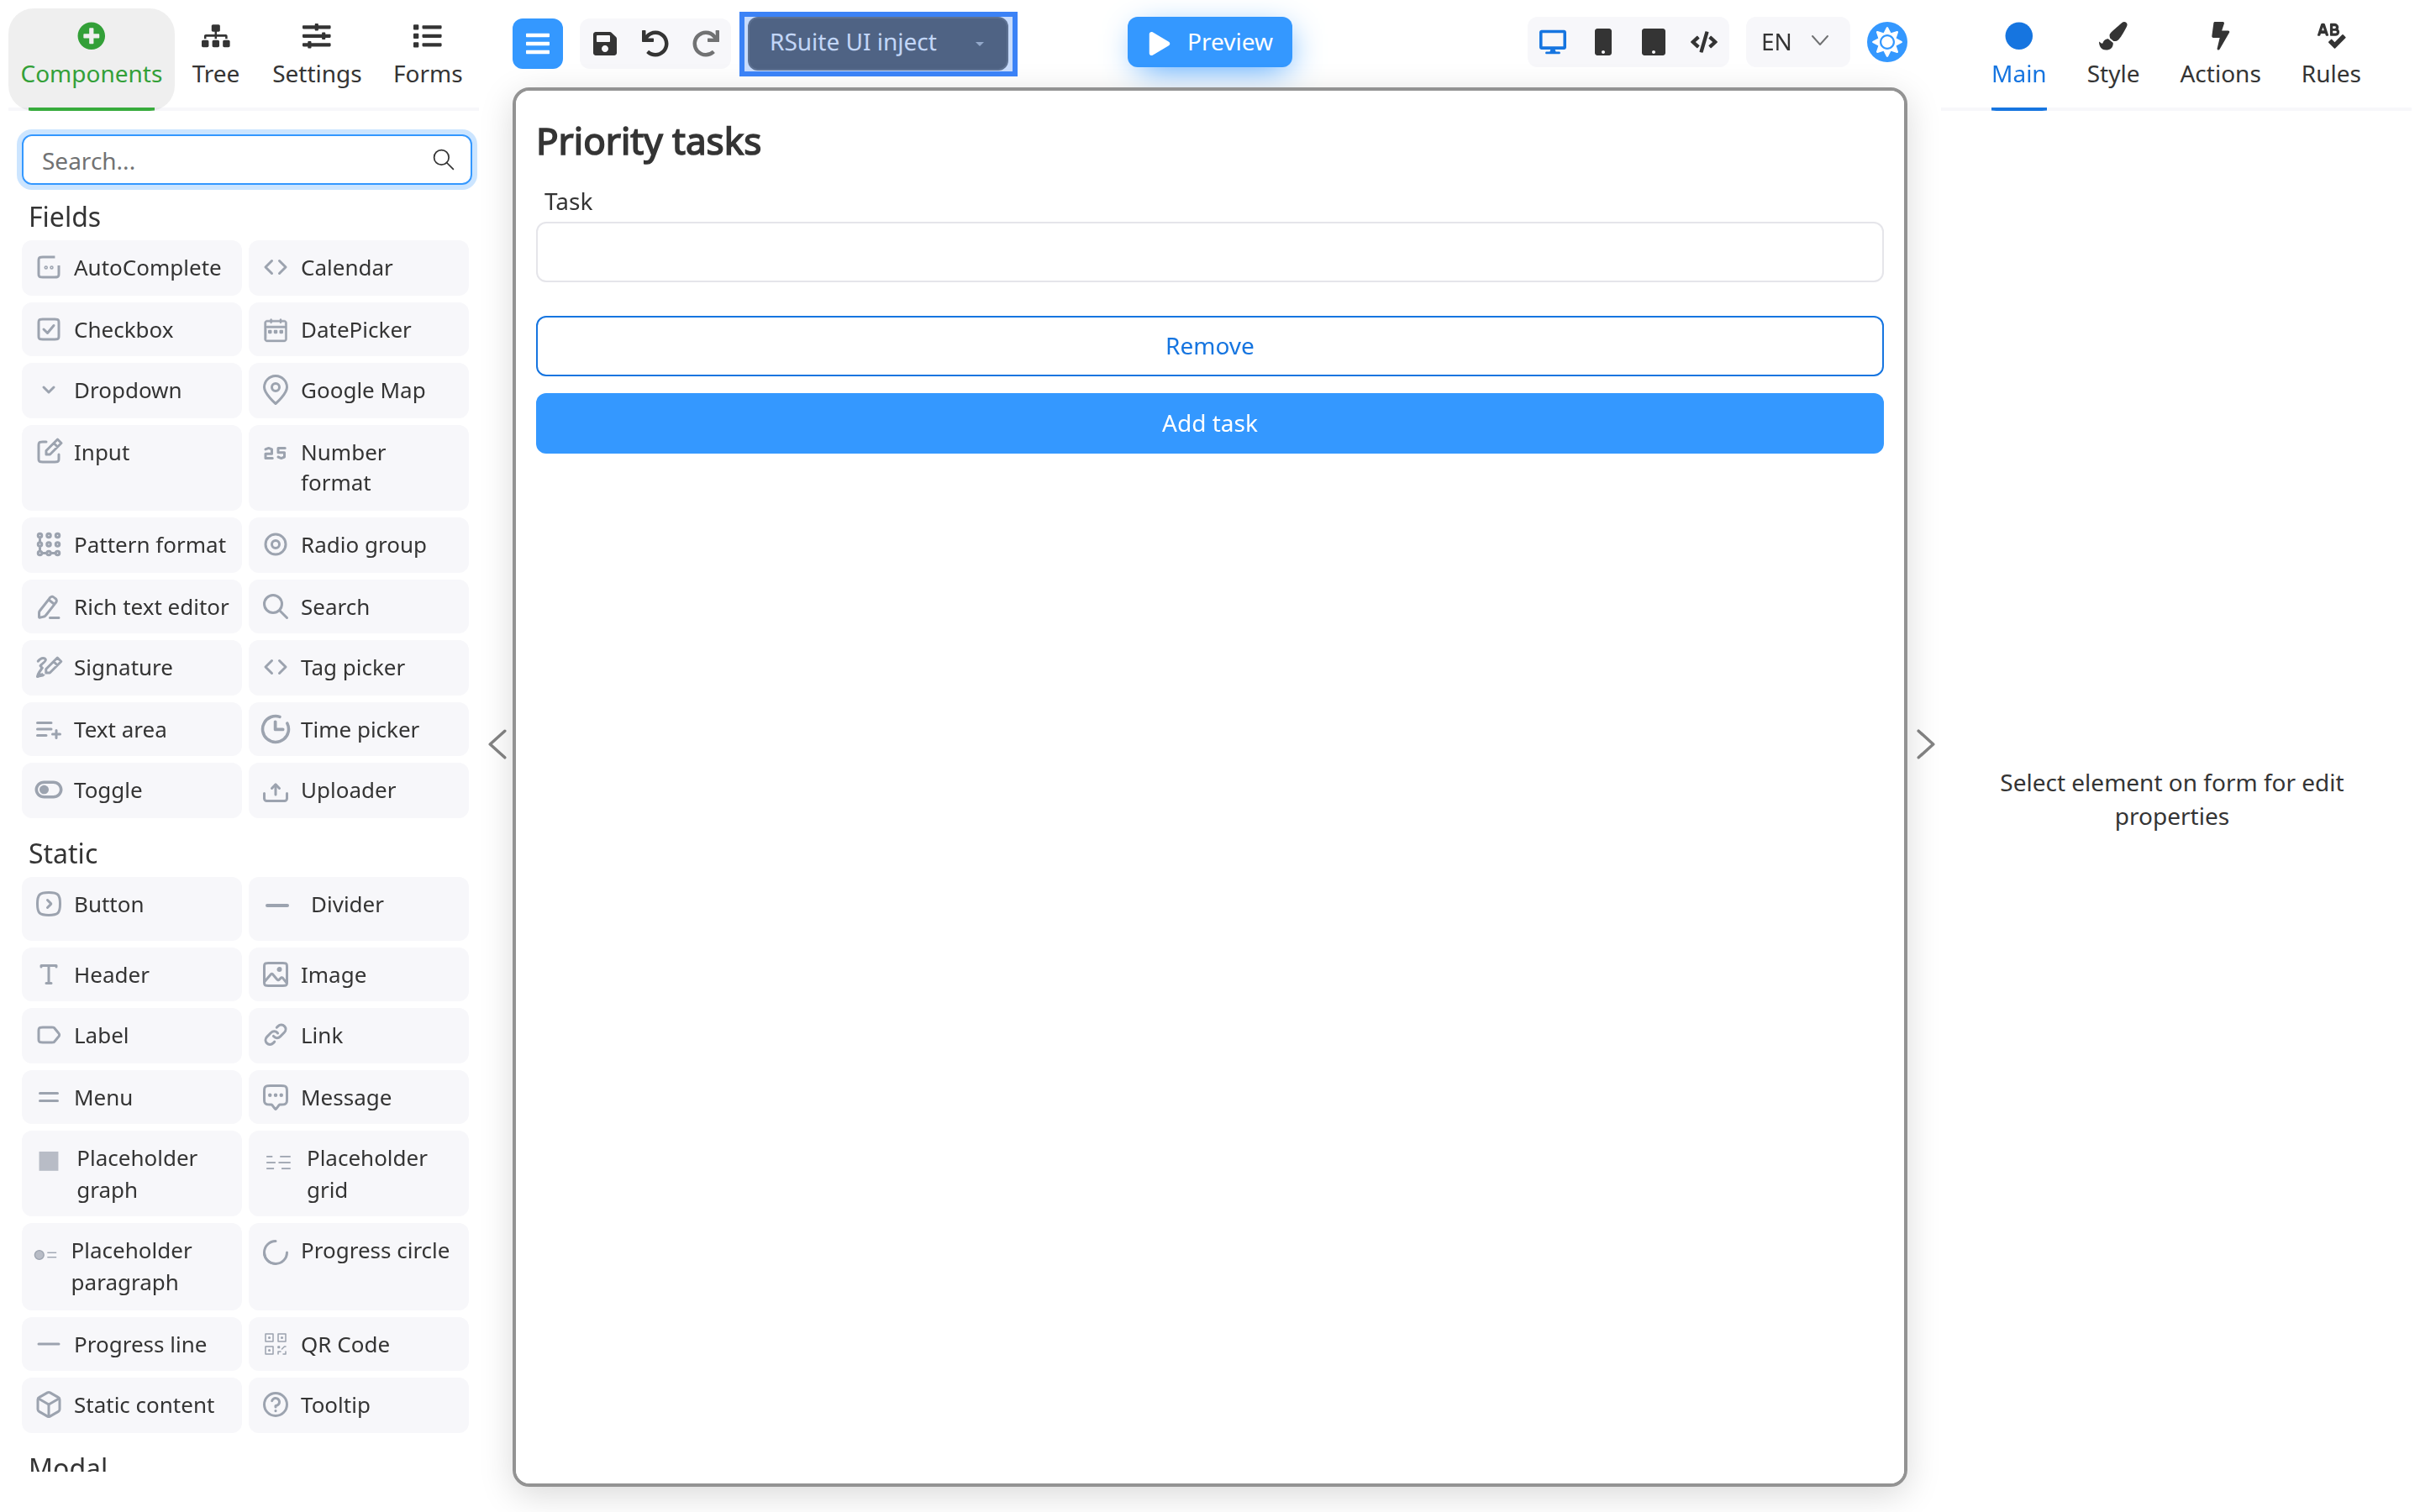 Components
Tree
Settings
Forms
RSuite UI inject
Preview
EN
Main
Style
Actions
AB
Rules
Search...
Fields
AutoComplete
Calendar
Checkbox
DatePicker
Dropdown
Google Map
Input
25
Number
format
Pattern format
Radio group
Rich text editor
Search
Signature
Tag picker
Text area
Time picker
Toggle
Uploader
Static
Button
Divider
Header
Image
Label
Link
Menu
Message
Placeholder
graph
Placeholder
grid
Placeholder
paragraph
Progress circle
Progress line
QR Code
Static content
Tooltip
Modal
Priority tasks
Task
Remove
Add task
Select element on form for edit
properties